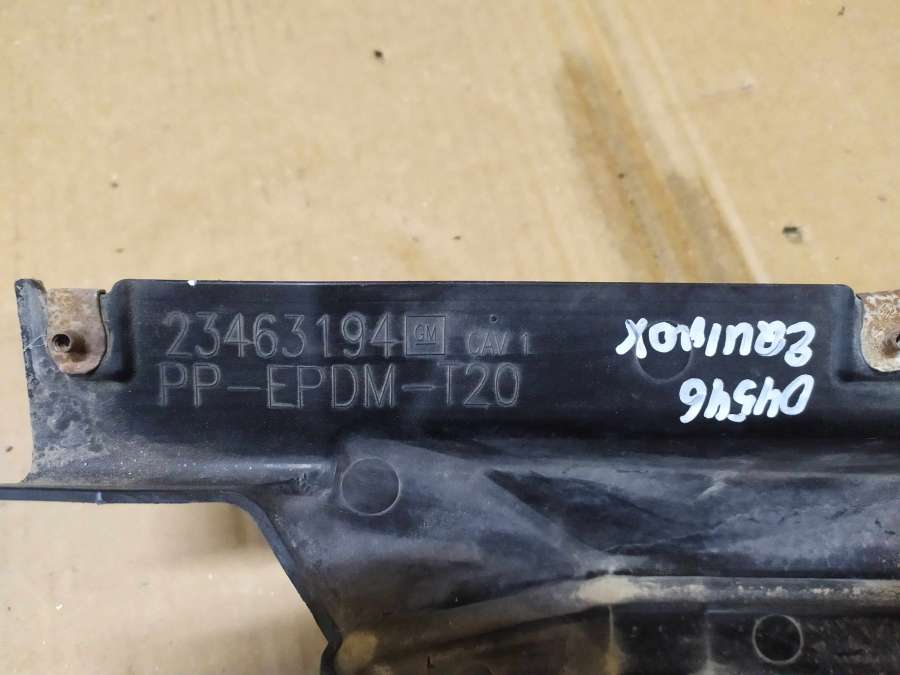 23463194 GM CAV 1
PP-EPDM-T20
D4546
EQUINOX